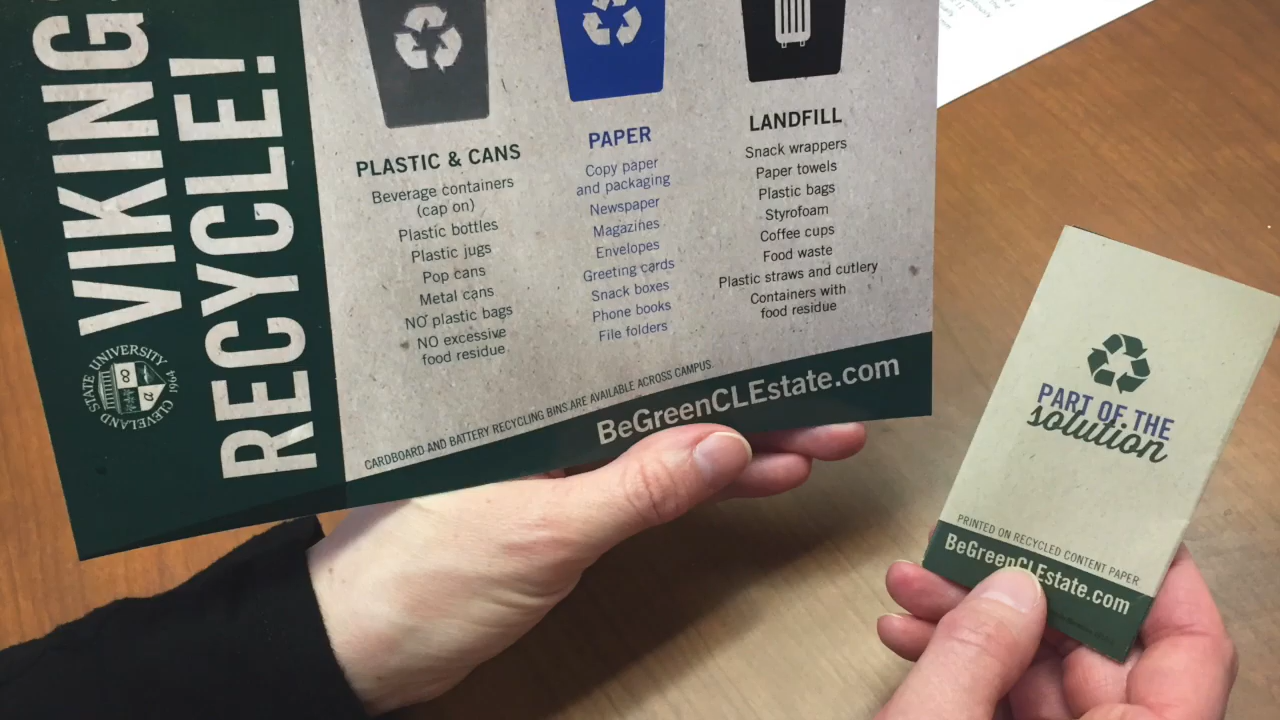 VIKING
RECYCLE!
CLEVELAND STATE UNIVERSITY 1964
PLASTIC & CANS
Beverage containers
(cap on)
Plastic bottles
Plastic jugs
Pop cans
Metal cans
NO plastic bags
NO excessive
food residue
PAPER
Copy paper
and packaging
Newspaper
Magazines
Envelopes
Greeting cards
Snack boxes
Phone books
File folders
LANDFILL
Snack wrappers
Paper towels
Plastic bags
Styrofoam
Coffee cups
Food waste
Plastic straws and cutlery
Containers with
food residue
CARDBOARD AND BATTERY RECYCLING BINS ARE AVAILABLE ACROSS CAMPUS.
BeGreenCLEstate.com
PART OF THE
solution
PRINTED ON RECYCLED CONTENT PAPER
BeGreenCLEstate.com